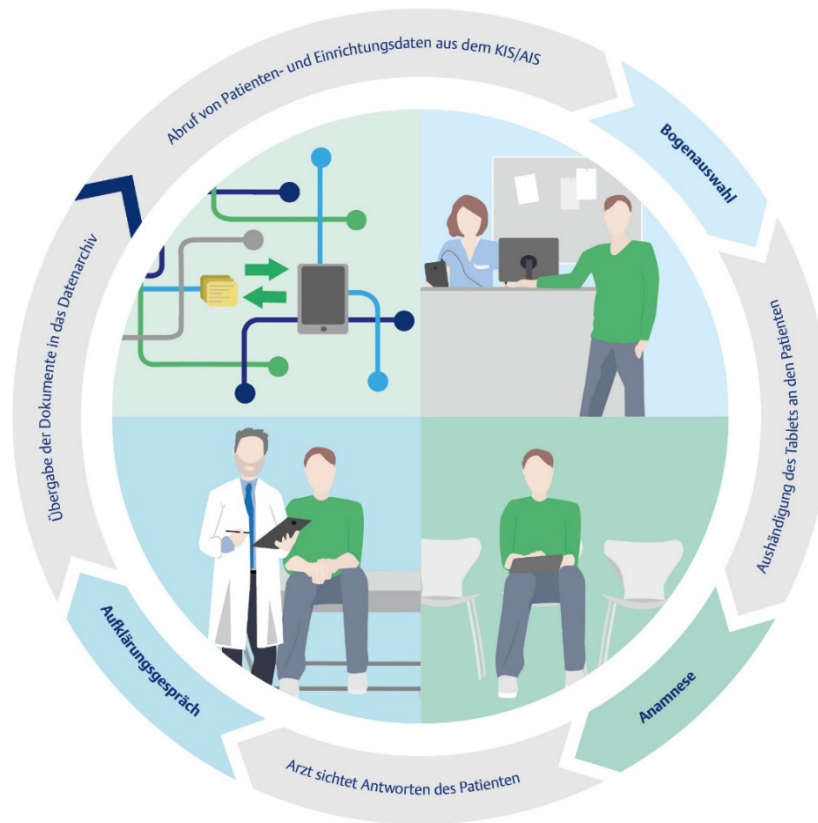 Abruf von Patienten- und Einrichtungsdaten aus dem KIS/AIS
Bogenauswahl
Aushändigung des Tablets an den Patienten
Anamnese
Arzt sichtet Antworten des Patienten
Aufklärungsgespräch
Übergabe der Dokumente in das Datenarchiv